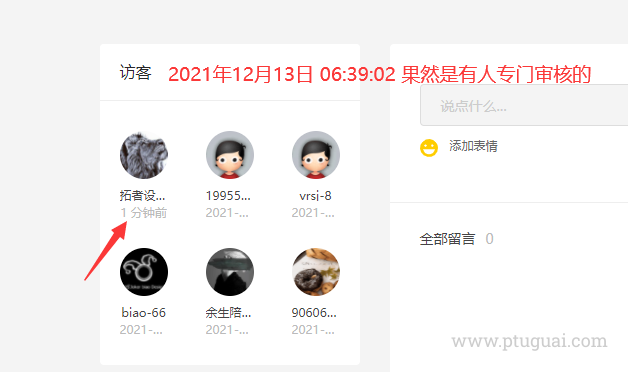 访客
2021年12月13日 06:39:02 果然是有人专门审核的
说点什么...
添加表情
拓者设...
19955...
vrsj-8
1 分钟前
2021-...
2021-...
全部留言 0
biao-66
余生陪...
90606...
2021-...
2021-...
2021-...
www.ptuguai.com